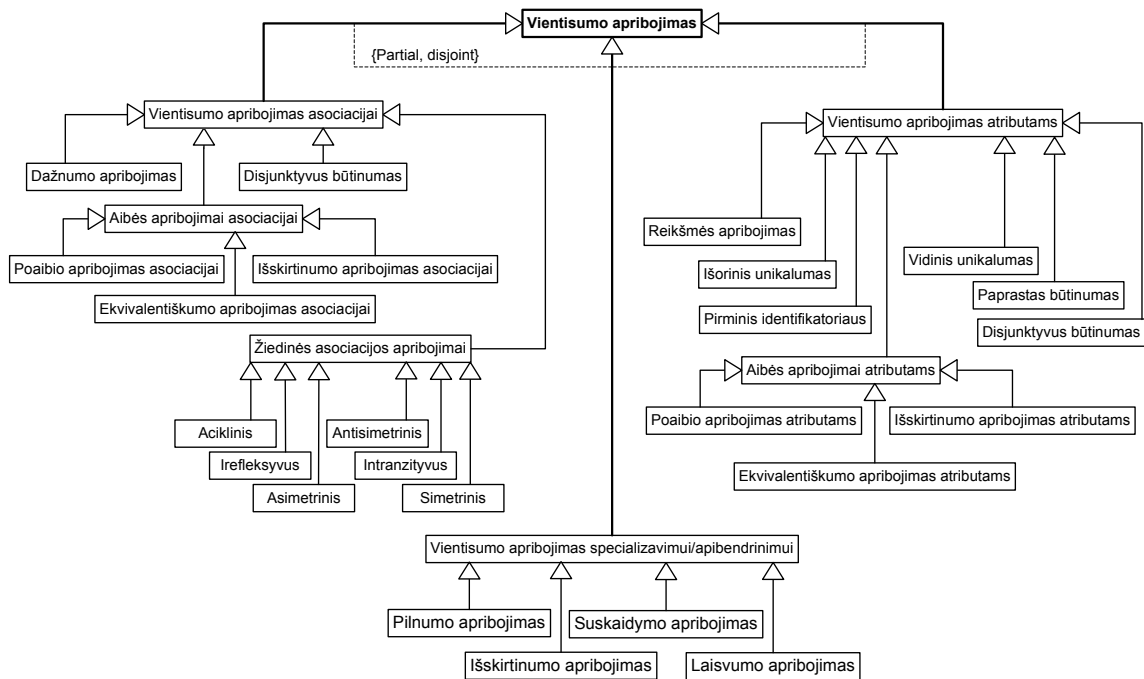 Vientisumo apribojimas
{Partial, disjoint}
Vientisumo apribojimas asociacijai
Vientisumo apribojimas atributams
Dažnumo apribojimas
Disjunktyvus būtinumas
Aibės apribojimai asociacijai
Reikšmės apribojimas
Poaibio apribojimas asociacijai
Išskirtinumo apribojimas asociacijai
Išorinis unikalumas
Vidinis unikalumas
Ekvivalentiškumo apribojimas asociacijai
Paprastas būtinumas
Pirminis identifikatoriaus
Disjunktyvus būtinumas
Žiedinės asociacijos apribojimai
Aibės apribojimai atributams
Aciklinis
Antisimetrinis
Poaibio apribojimas atributams
Išskirtinumo apribojimas atributams
Irefleksyvus
Intranzityvus
Ekvivalentiškumo apribojimas atributams
Asimetrinis
Simetrinis
Vientisumo apribojimas specializavimui/apibendrinimui
Pilnumo apribojimas
Suskaidymo apribojimas
Išskirtinumo apribojimas
Laisvumo apribojimas